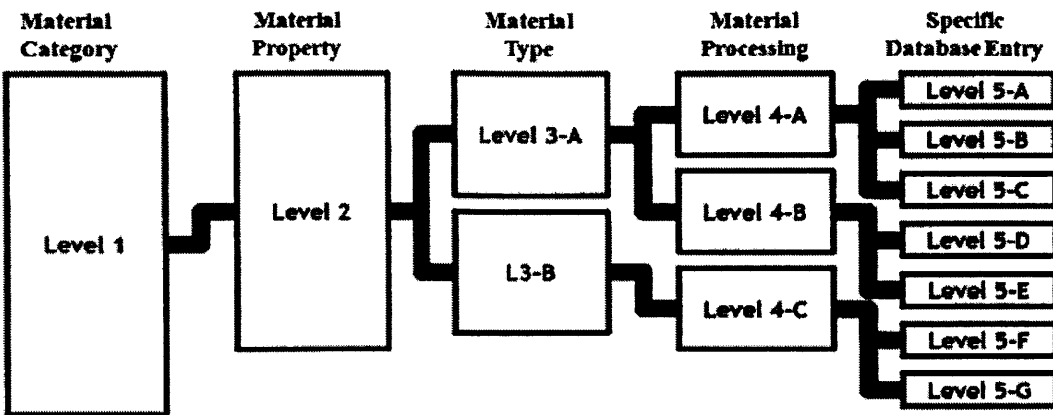 Material
Category
Material
Property
Material
Type
Material
Processing
Specific
Database Entry
Level 1
Level 2
Level 3-A
L3-B
Level 4-A
Level 4-B
Level 4-C
Level 5-A
Level 5-B
Level 5-C
Level 5-D
Level 5-E
Level 5-F
Level 5-G